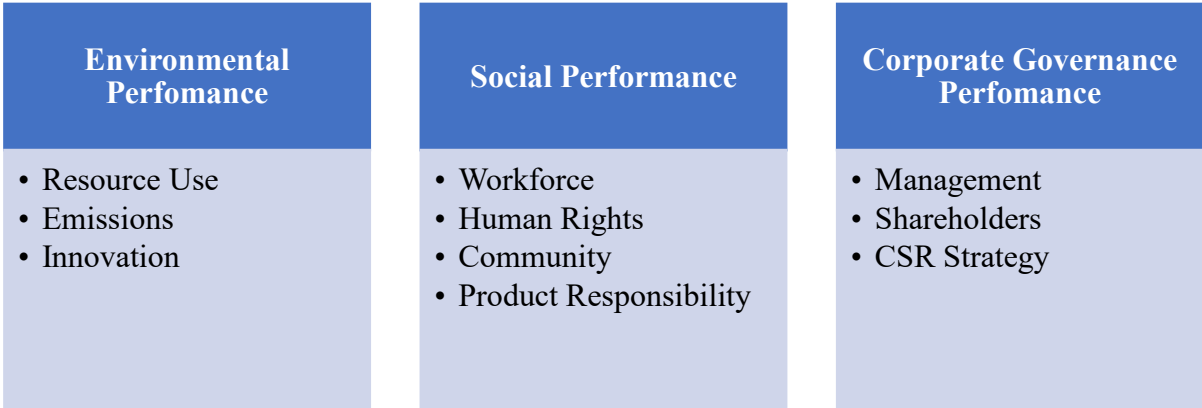 Environmental
Perfomance
• Resource Use
• Emissions
• Innovation
Social Performance
• Workforce
• Human Rights
• Community
• Product Responsibility
Corporate Governance
Perfomance
• Management
• Shareholders
• CSR Strategy